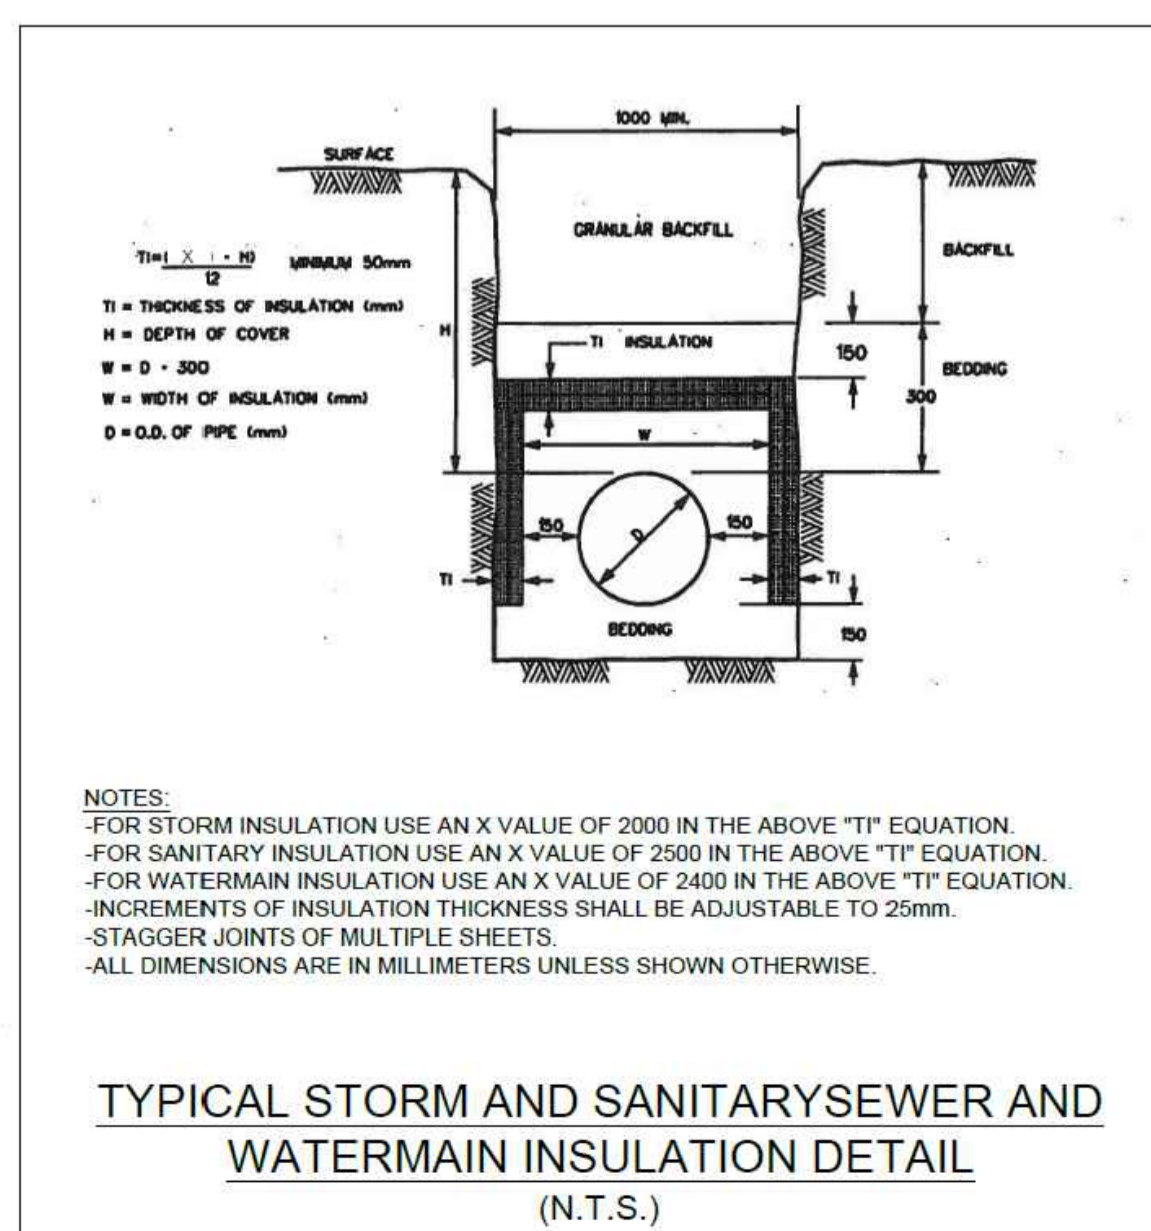 1000 MIN.
SURFACE
GRANULAR BACKFILL
TI=( X ) - H)
12
MINIMUM 50mm
BACKFILL
TI = THICKNESS OF INSULATION (mm)
H = DEPTH OF COVER
H
TI INSULATION
150
W = D - 300
BEDDING
W = WIDTH OF INSULATION (mm)
300
D = O.D. OF PIPE (mm)
W
150
D
150
TI
TI
BEDDING
150
NOTES:
-FOR STORM INSULATION USE AN X VALUE OF 2000 IN THE ABOVE "TI" EQUATION.
-FOR SANITARY INSULATION USE AN X VALUE OF 2500 IN THE ABOVE "TI" EQUATION.
-FOR WATERMAIN INSULATION USE AN X VALUE OF 2400 IN THE ABOVE "TI" EQUATION.
-INCREMENTS OF INSULATION THICKNESS SHALL BE ADJUSTABLE TO 25mm.
-STAGGER JOINTS OF MULTIPLE SHEETS.
-ALL DIMENSIONS ARE IN MILLIMETERS UNLESS SHOWN OTHERWISE.
TYPICAL STORM AND SANITARYSEWER AND
WATERMAIN INSULATION DETAIL
(N.T.S.)